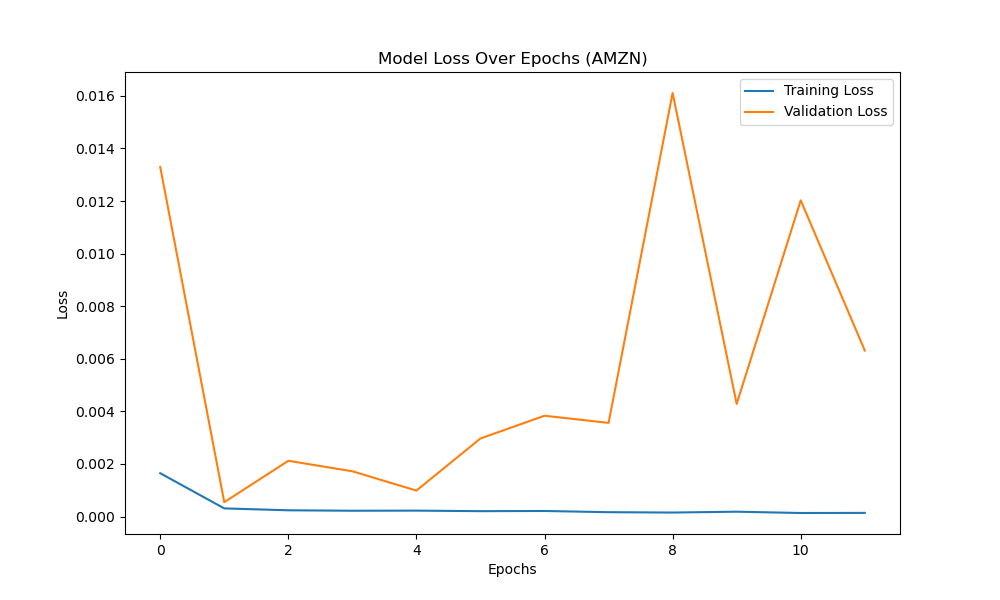 Model Loss Over Epochs (AMZN)
Training Loss
Validation Loss
0.016
0.014
0.012
0.010
0.008
0.006
0.004
0.002
0.000
Loss
0 2 4 6 8 10
Epochs